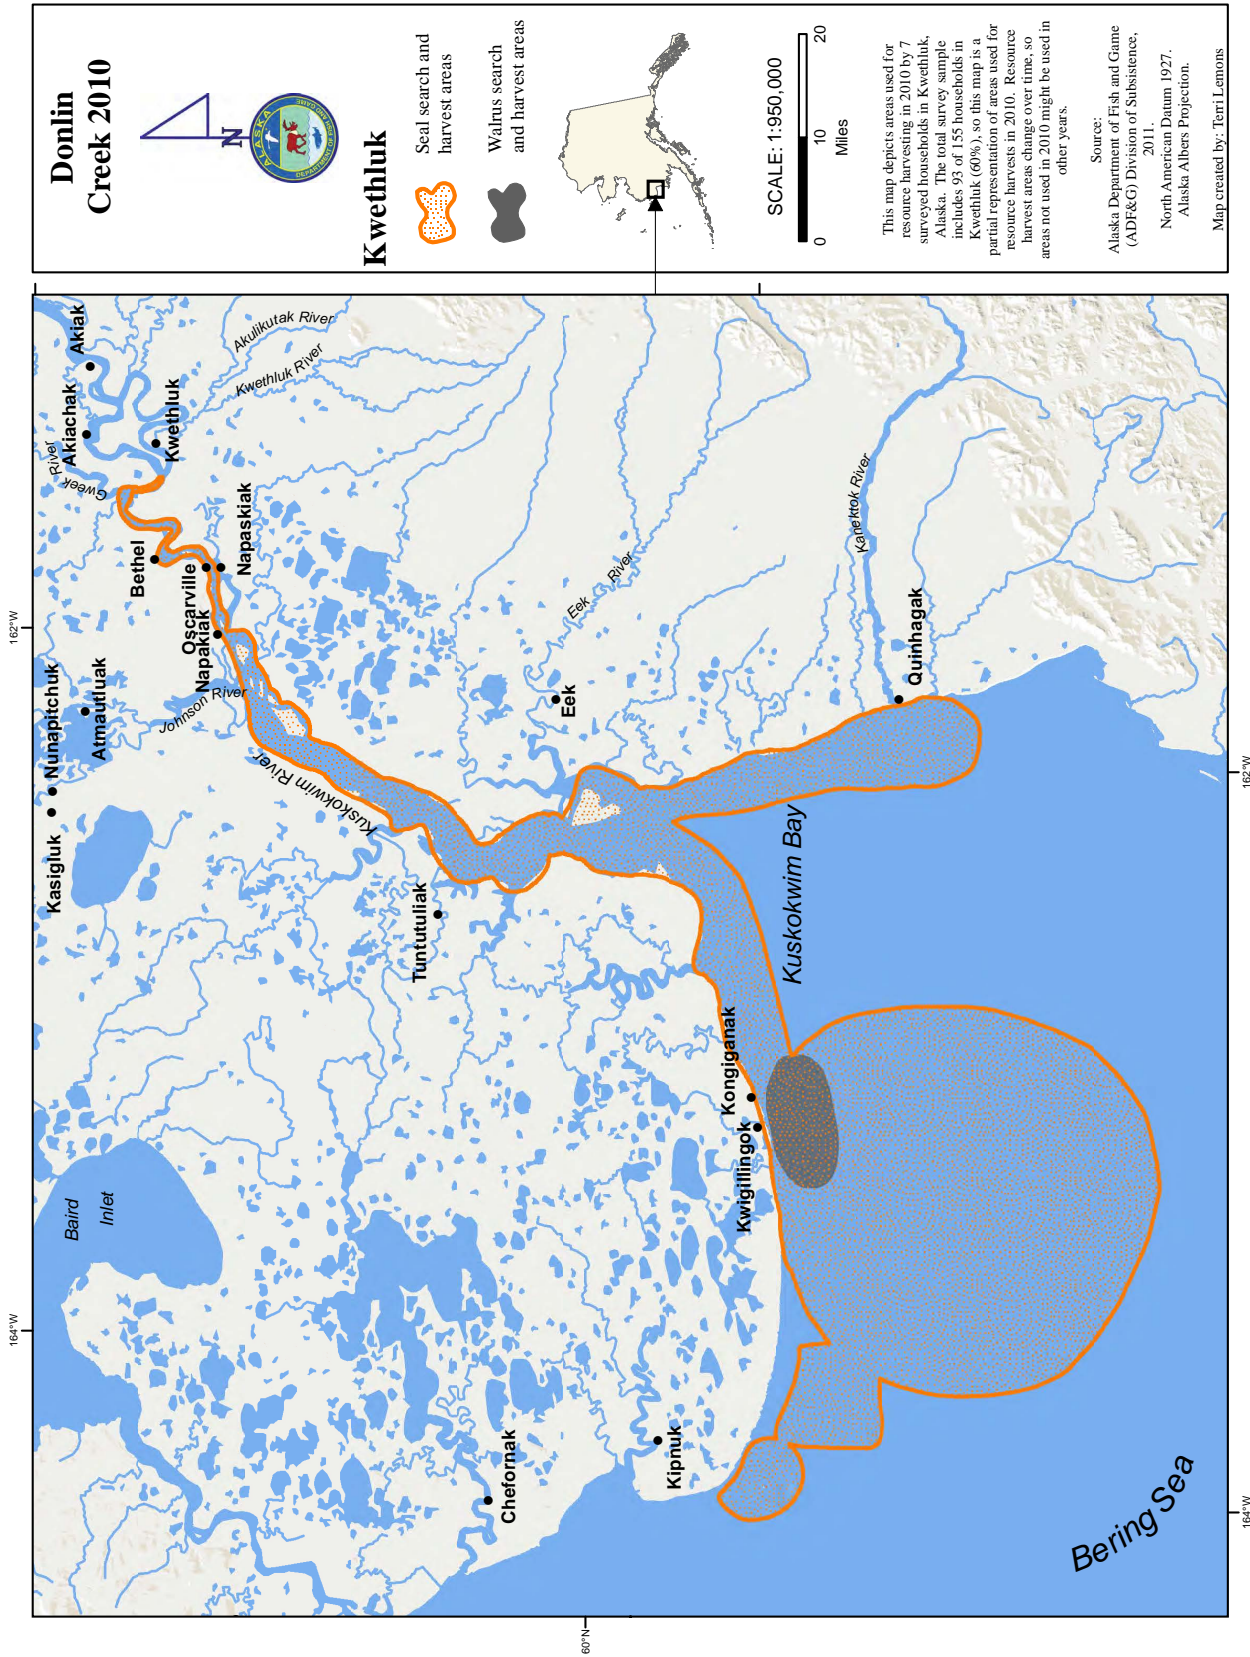 Donlin
Creek 2010
N
ALASKA
DEPARTMENT OF FISH AND GAME
Kwethluk
Seal search and
harvest areas
Walrus search
and harvest areas
SCALE: 1:950,000
0 10 20
Miles
This map depicts areas used for
resource harvesting in 2010 by 7
surveyed households in Kwethluk,
Alaska. The total survey sample
includes 93 of 155 households in
Kwethluk (60%), so this map is a
partial representation of areas used for
resource harvests in 2010. Resource
harvest areas change over time, so
areas not used in 2010 might be used in
other years.
Source:
Alaska Department of Fish and Game
(ADF&G) Division of Subsistence,
2011.
North American Datum 1927.
Alaska Albers Projection.
Map created by: Terri Lemons
164°W
162°W
Baird
Inlet
Kasigluk
Nunapitchuk
Atmautluak
Johnson River
Bethel
Oscarville
Napakiak
Napaskiak
Gweek River
Akiachak
Akiak
Kwethluk
Akulikutak River
Kwethluk River
Kuskokwim River
Tuntutuliak
Eek
Eek River
Chefornak
Kipnuk
Kwigillingok
Kongiganak
Kuskokwim Bay
Kanektok River
Quinhagak
Bering Sea
60°N
164°W
162°W